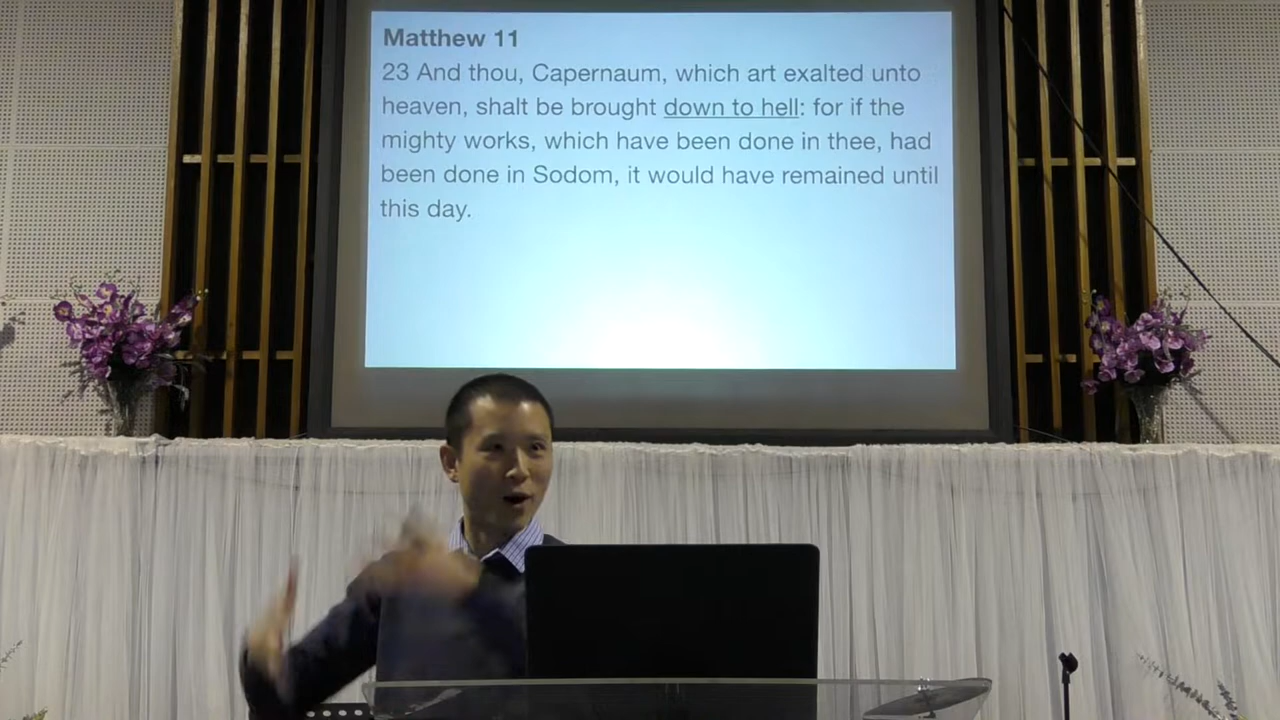 Matthew 11
23 And thou, Capernaum, which art exalted unto
heaven, shalt be brought down to hell: for if the
mighty works, which have been done in thee, had
been done in Sodom, it would have remained until
this day.